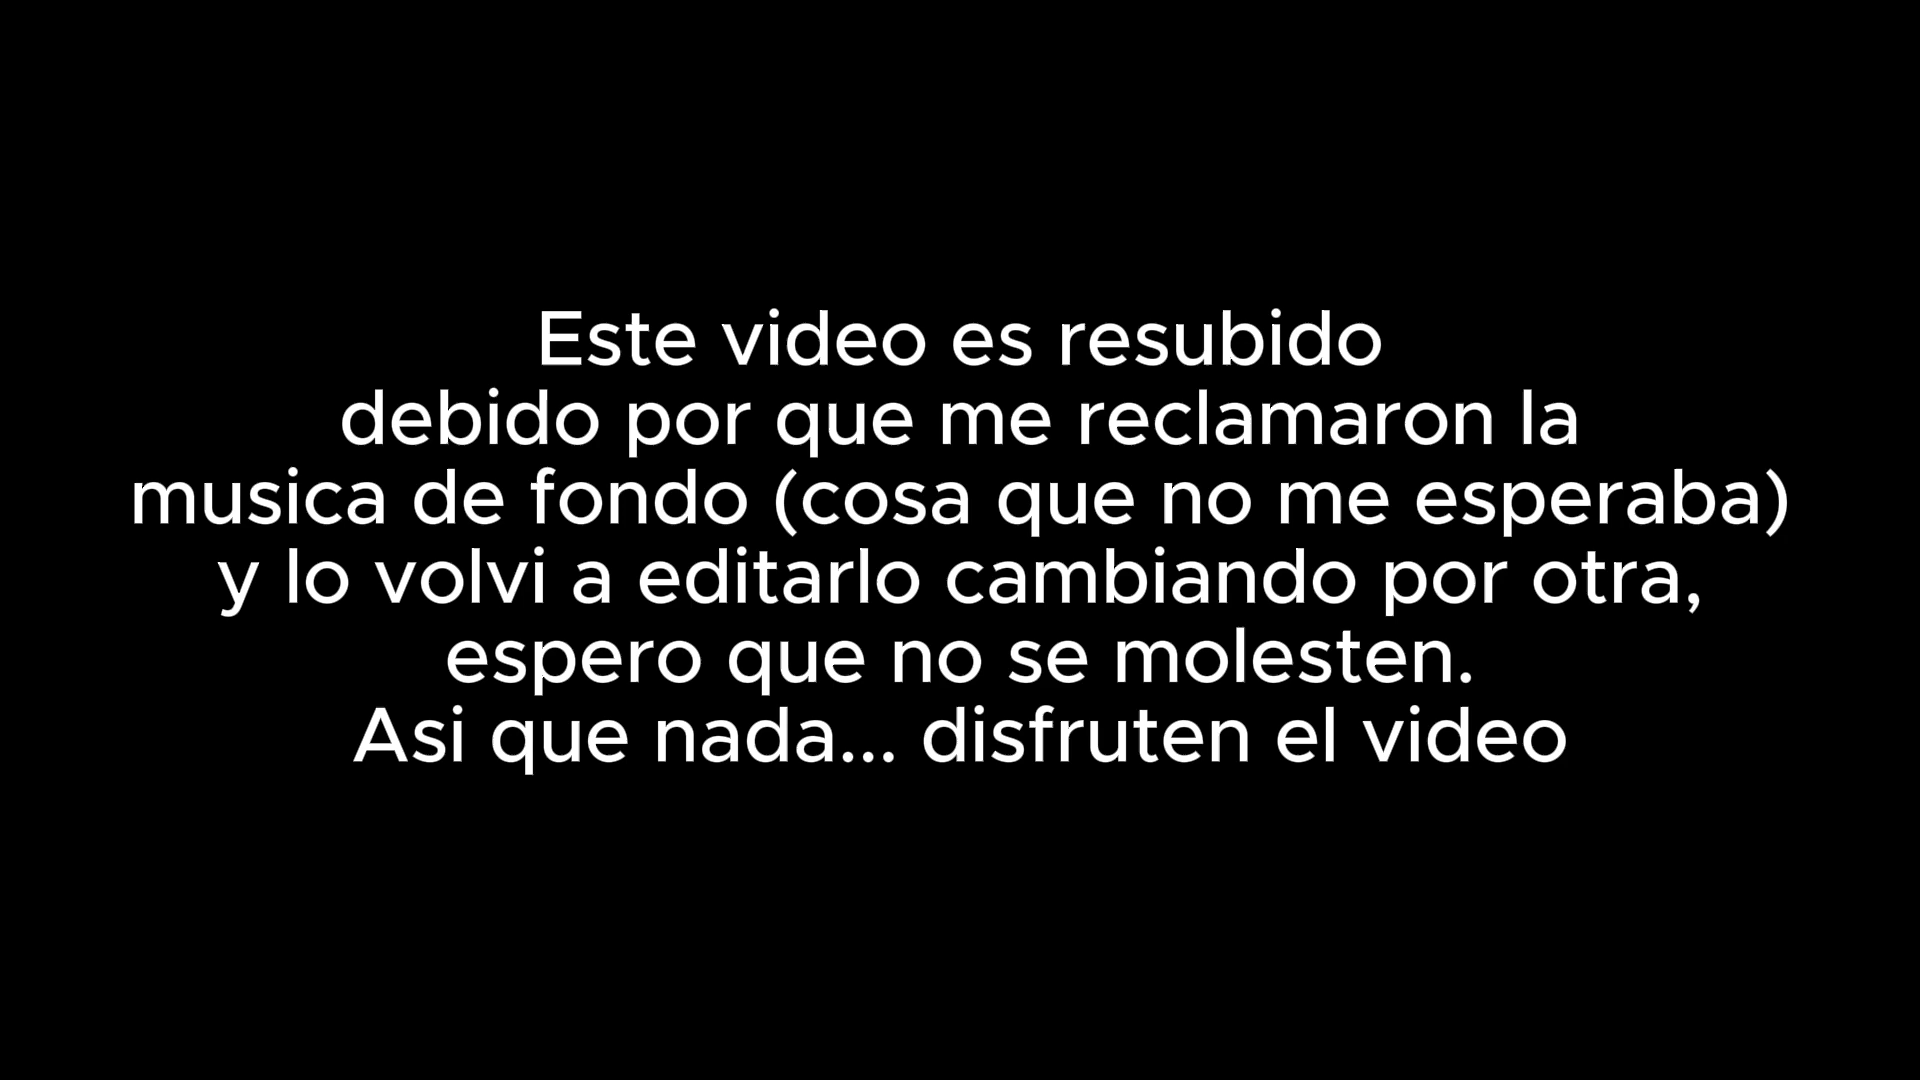 Este video es resubido
debido por que me reclamaron la
musica de fondo (cosa que no me esperaba)
y lo volvi a editarlo cambiando por otra,
espero que no se molesten.
Asi que nada... disfruten el video